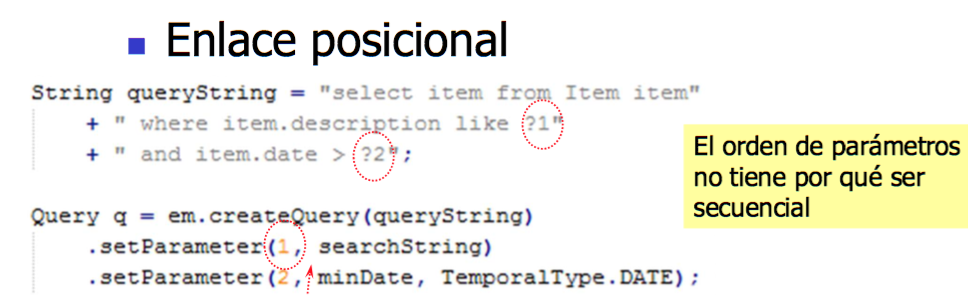 Enlace posicional
String queryString = "select item from Item item"
+ " where item.description like ?1"
+ " and item.date > ?2";
El orden de parámetros
no tiene por qué ser
secuencial
Query q = em.createQuery(queryString)
.setParameter(1, searchString)
.setParameter(2, minDate, TemporalType.DATE);